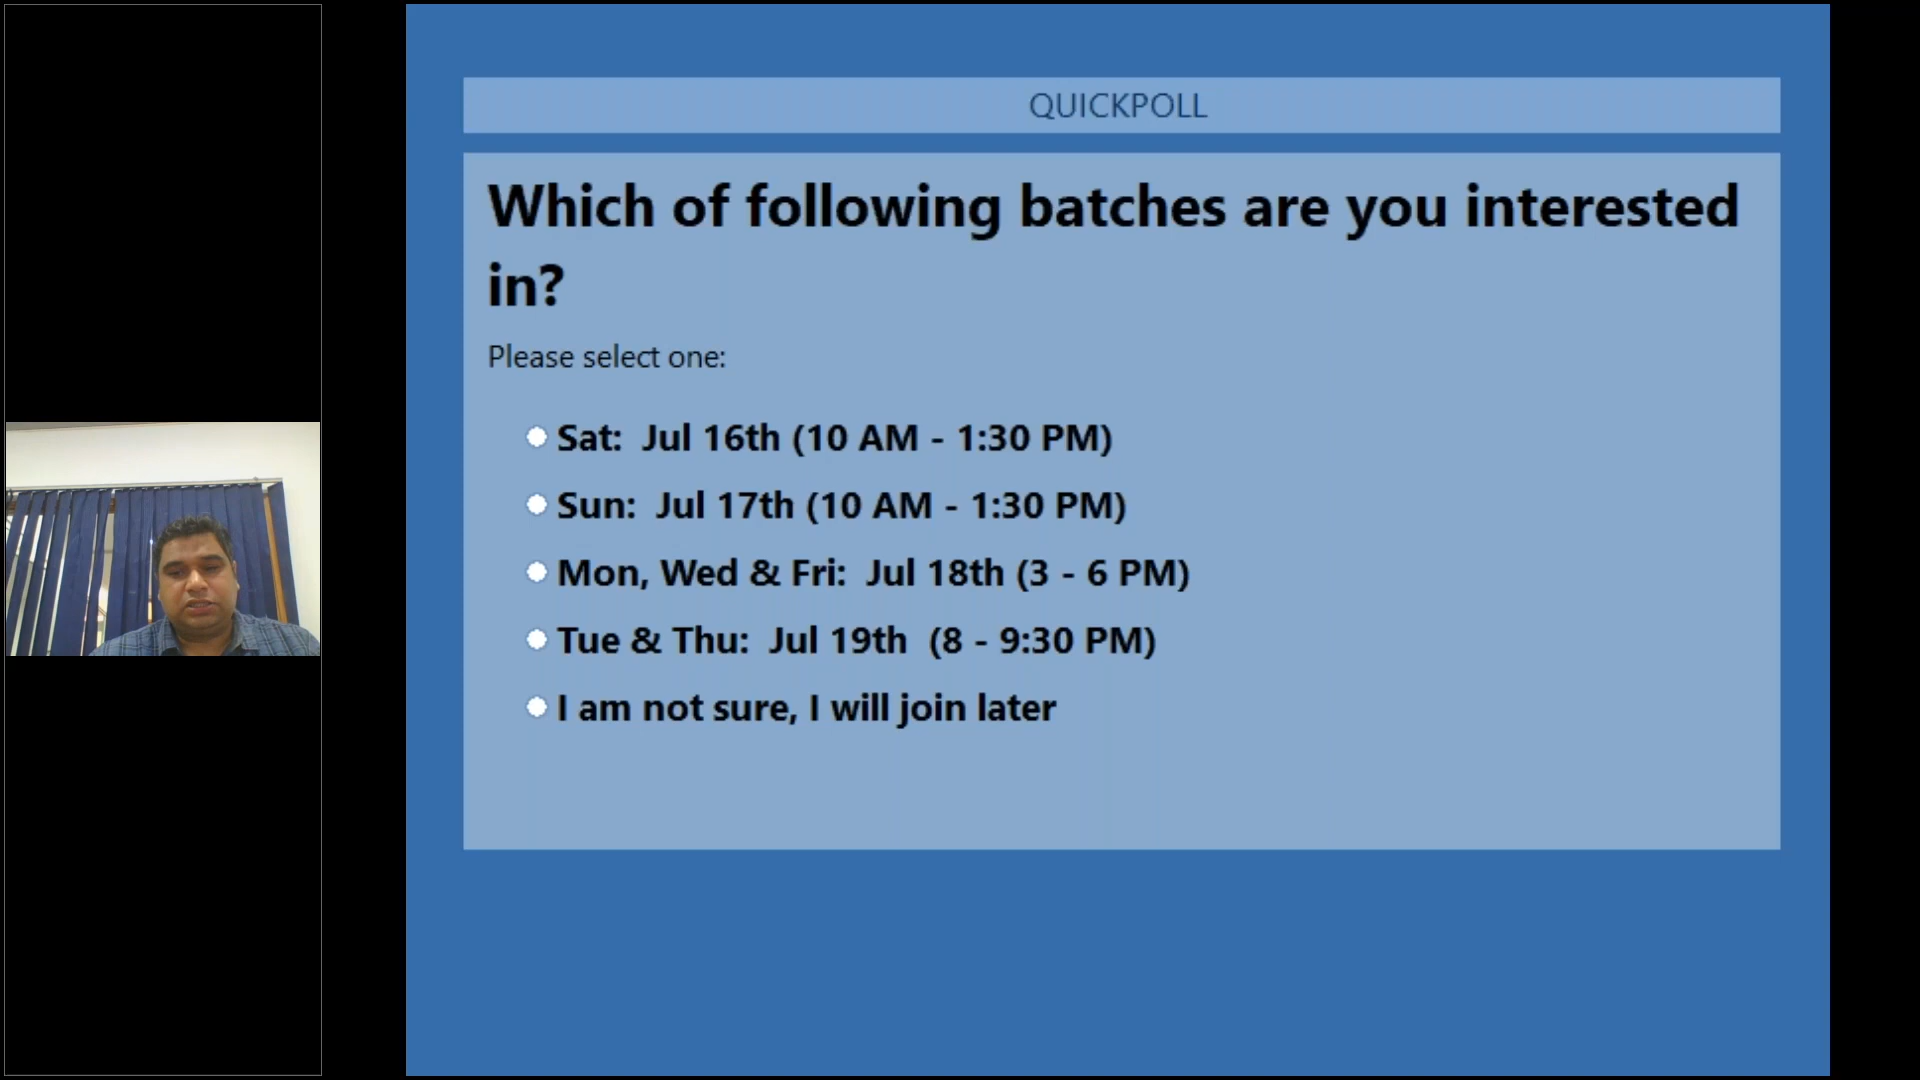 QUICKPOLL
Which of following batches are you interested
in?
Please select one:
Sat:  Jul 16th (10 AM - 1:30 PM)
Sun:  Jul 17th (10 AM - 1:30 PM)
Mon, Wed & Fri:  Jul 18th (3 - 6 PM)
Tue & Thu:  Jul 19th  (8 - 9:30 PM)
I am not sure, I will join later